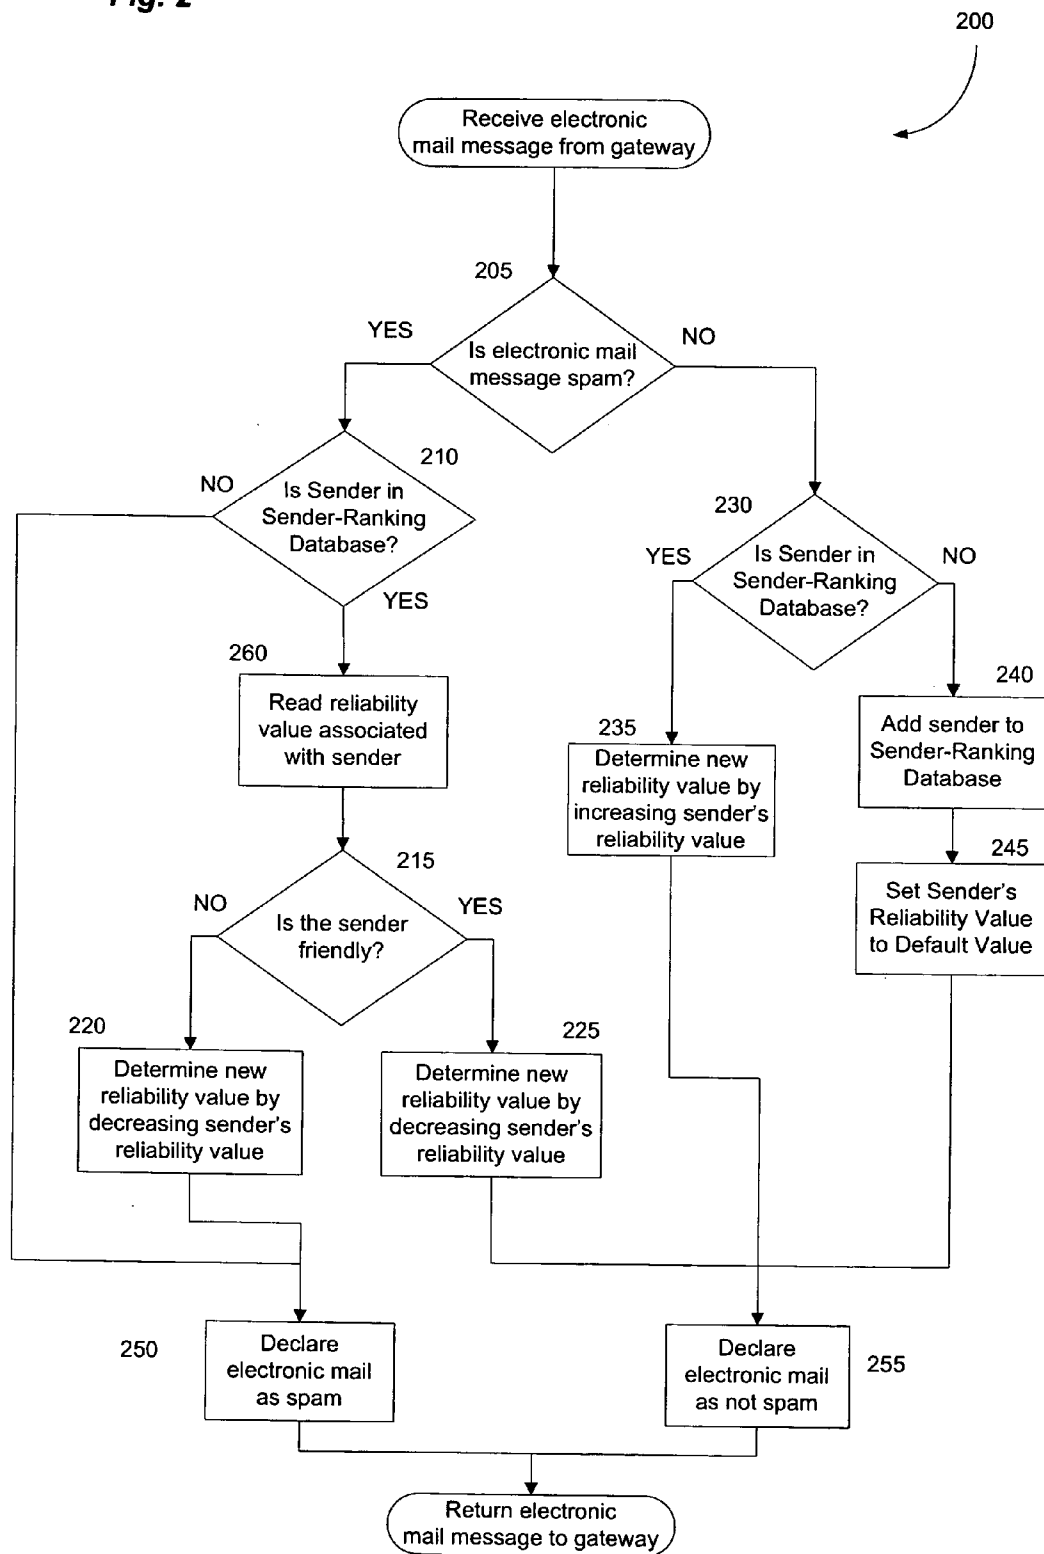 Fig. 2
200
Receive electronic
mail message from gateway
205
YES
NO
Is electronic mail
message spam?
210
NO
Is Sender in
Sender-Ranking
Database?
YES
230
YES
NO
Is Sender in
Sender-Ranking
Database?
260
Read reliability
value associated
with sender
235
Determine new
reliability value by
increasing sender's
reliability value
240
Add sender to
Sender-Ranking
Database
245
Set Sender's
Reliability Value
to Default Value
215
NO
YES
Is the sender
friendly?
220
Determine new
reliability value by
decreasing sender's
reliability value
225
Determine new
reliability value by
decreasing sender's
reliability value
250
Declare
electronic mail
as spam
Declare
electronic mail
as not spam
255
Return electronic
mail message to gateway